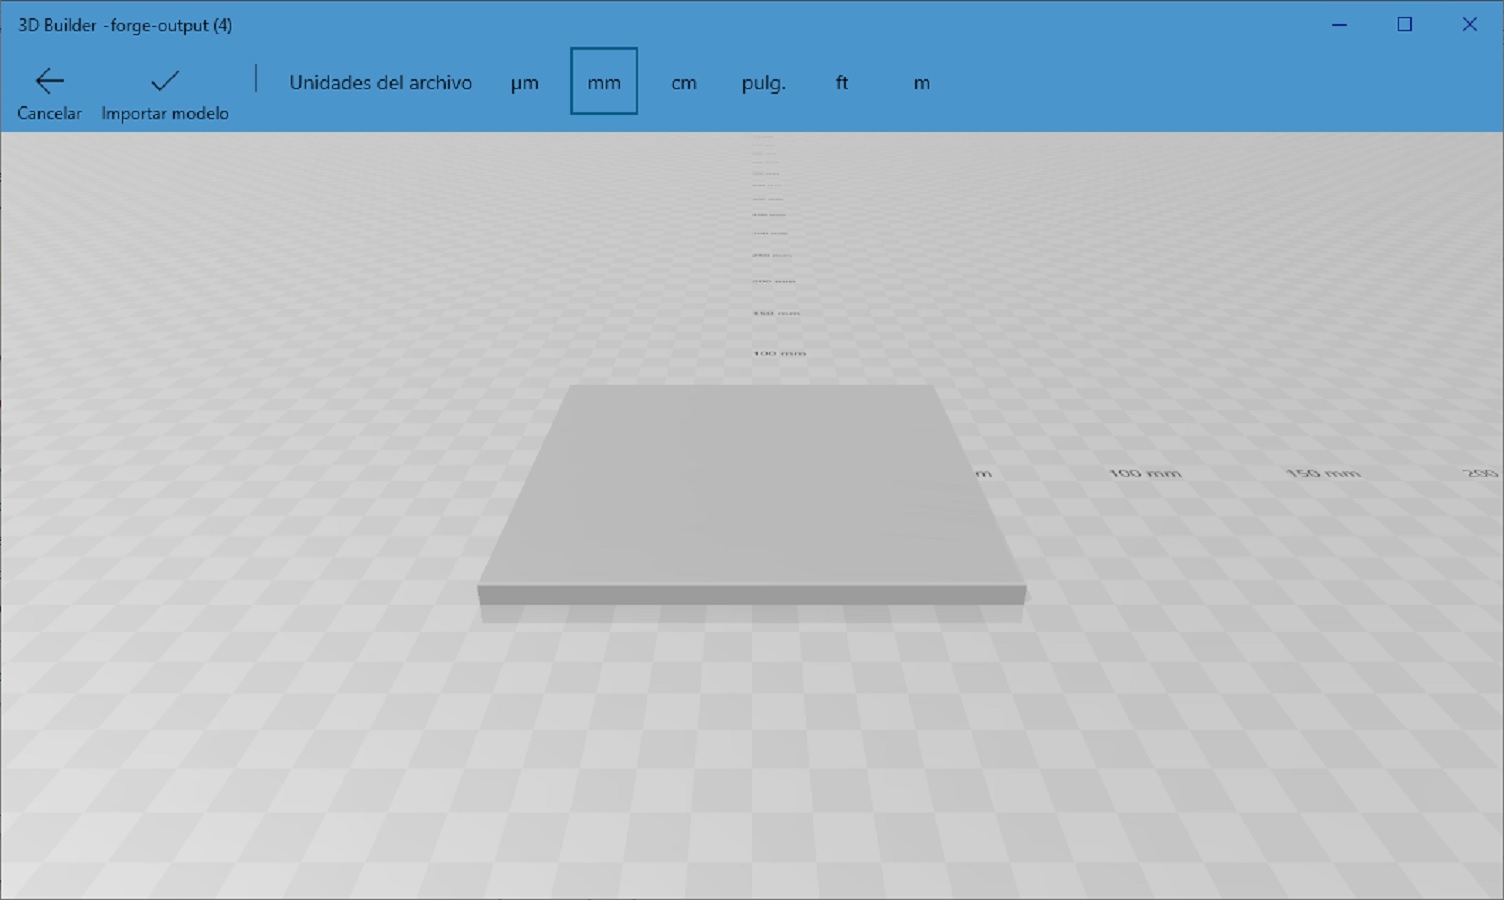 3D Builder -forge-output (4)
Cancelar
Importar modelo
Unidades del archivo
µm
mm
cm
pulg.
ft
m
150 mm
100 mm
m
100 mm
150 mm
200